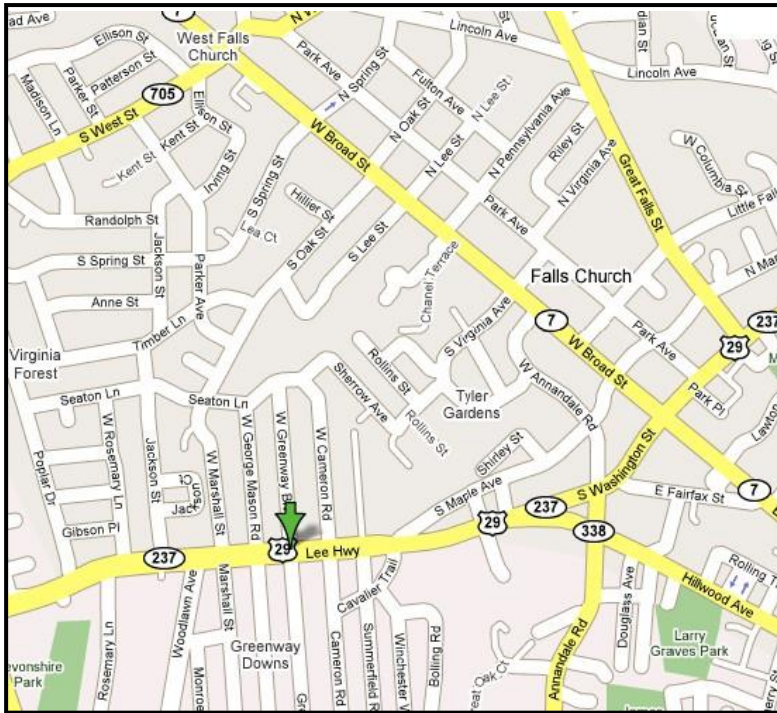 7
Ellison St
West Falls
Church
Lincoln Ave
Park Ave
N Spring St
Patterson St
Parker St
Madison Ln
705
Ellison St
Fulton Ave
N Lee St
Lincoln Ave
S West St
Kent St
Kent St
Irving St
W Broad St
N Oak St
N Lee St
N Pennsylvania Ave
Riley St
N Virginia Ave
W Columbia St
Great Falls St
S Spring St
Hillier St
Randolph St
Lea Ct
S Oak St
S Lee St
Park Ave
Jackson St
S Spring St
Parker Ave
Chanel Terrace
Falls Church
Anne St
Timber Ln
S Virginia Ave
7
237
29
Park Ave
Virginia
Forest
Rollins St
W Broad St
Sherrow Ave
Tyler
Gardens
W Annandale Rd
Park Pl
Seaton Ln
Seaton Ln
Rollins St
Lawton
W Rosemary Ln
Jackson St
W Marshall St
W George Mason Rd
W Cameron Rd
Shirley St
S Washington St
Poplar Dr
S Maple Ave
237
E Fairfax St
7
Gibson Pl
29
338
237
29
Lee Hwy
Cavalier Trail
Hillwood Ave
Woodlawn Ave
Marshall St
Douglass Ave
Greenway
Downs
Larry
Graves Park
Rosemary Ln
Cameron Rd
Summerfield Rd
Bolling Rd
Annandale Rd
Park